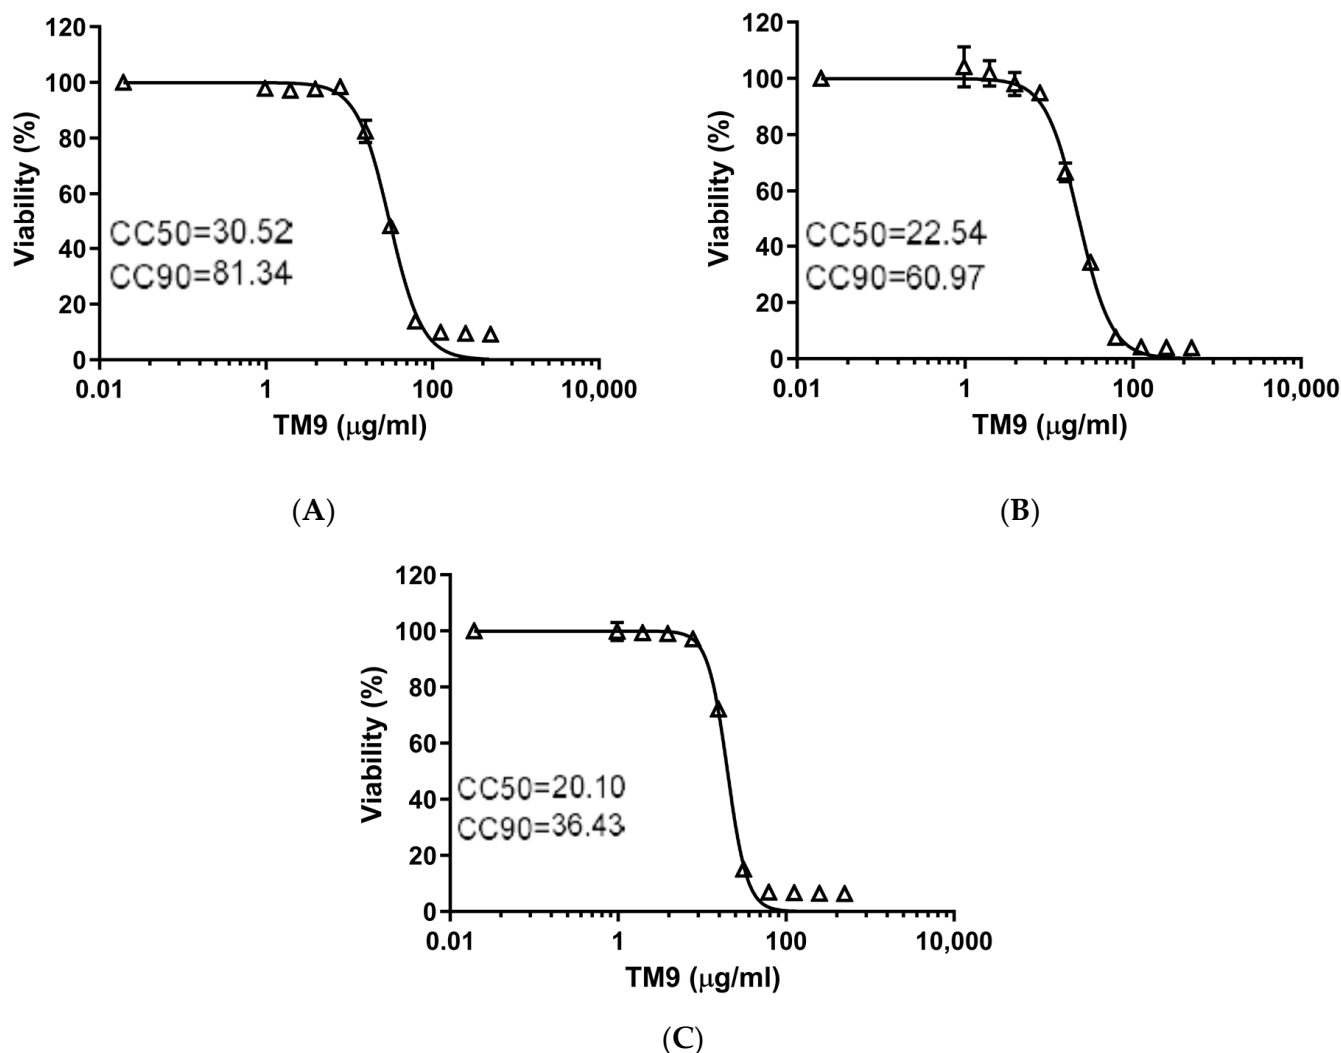 120
100
80
60
40
20
0
Viability (%)
CC50=30.52
CC90=81.34
0.01 1 100 10,000
TM9 (μg/ml)
(A)
120
100
80
60
40
20
0
Viability (%)
CC50=22.54
CC90=60.97
0.01 1 100 10,000
TM9 (μg/ml)
(B)
120
100
80
60
40
20
0
Viability (%)
CC50=20.10
CC90=36.43
0.01 1 100 10,000
TM9 (μg/ml)
(C)